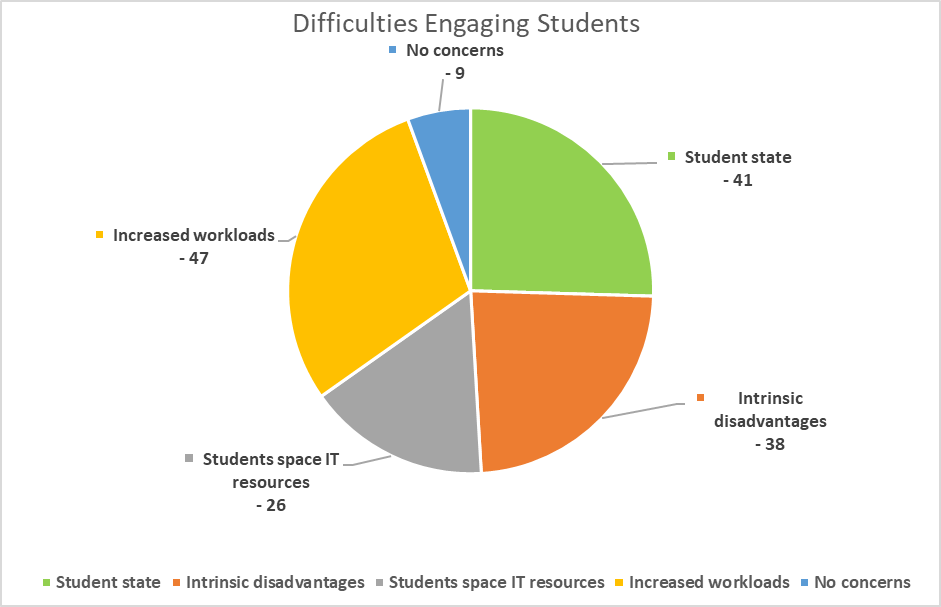 Difficulties Engaging Students
No concerns
- 9
Student state
- 41
Increased workloads
- 47
Intrinsic
disadvantages
- 38
Students space IT
resources
- 26
Student state Intrinsic disadvantages Students space IT resources Increased workloads No concerns